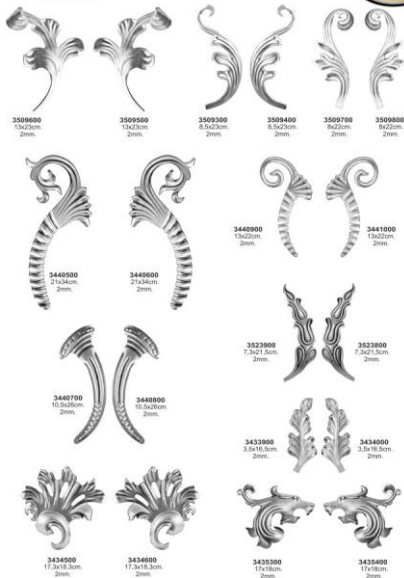 3509600
13x23cm.
2mm.
3509500
13x23cm.
2mm.
3509300
8,5x23cm.
2mm.
3509400
8,5x23cm.
2mm.
3509700
8x22cm.
2mm.
3509800
8x22cm.
2mm.
3440500
21x34cm.
2mm.
3440600
21x34cm.
2mm.
3440900
13x22cm.
2mm.
3441000
13x22cm.
2mm.
3523900
7,3x21,5cm.
2mm.
3523800
7,3x21,5cm.
2mm.
3440700
10,5x26cm.
2mm.
3440800
10,5x26cm.
2mm.
3433900
3,5x16,5cm.
2mm.
3434000
3,5x16,5cm.
2mm.
3434500
17,3x18,3cm.
2mm.
3434600
17,3x18,3cm.
2mm.
3435300
17x18cm.
2mm.
3435400
17x18cm.
2mm.